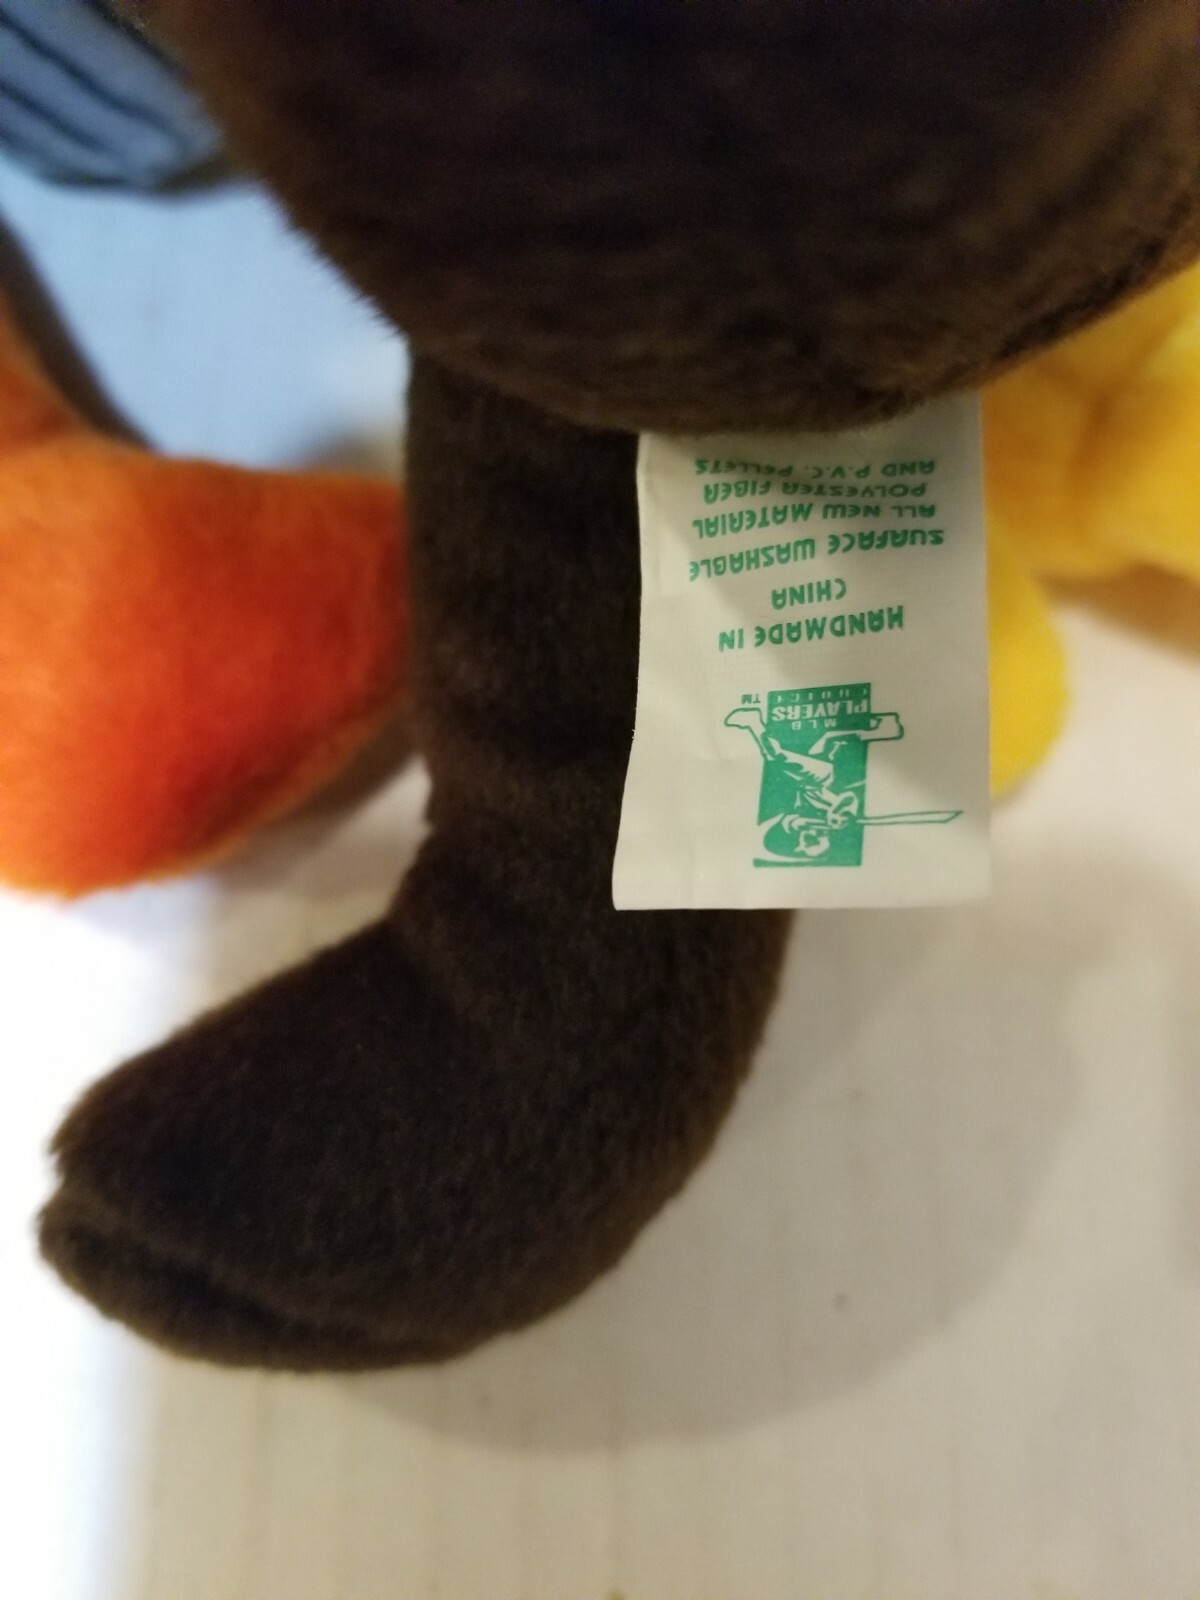 MLB
PLAYERS
CHOICE
TM
HANDMADE IN
CHINA
SURFACE WASHABLE
ALL NEW MATERIAL
POLYESTER FIBER
AND P.V.C. PELLETS